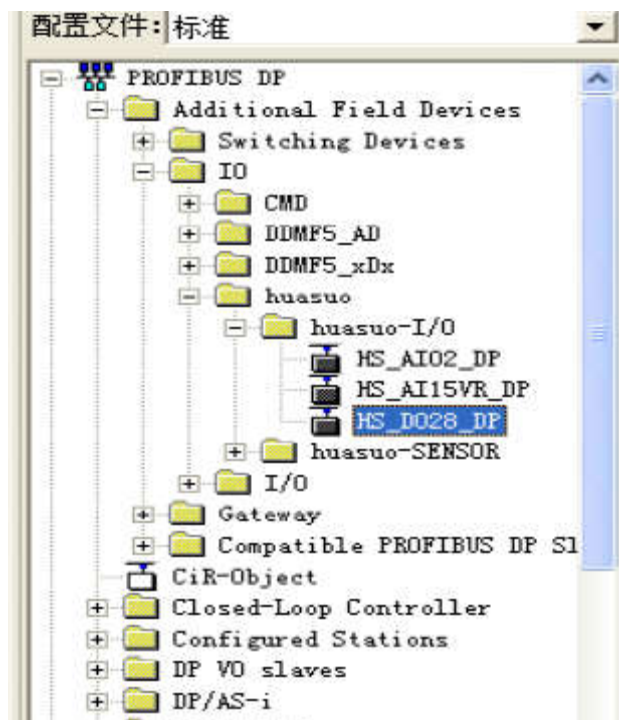 配置文件: 标准
PROFIBUS DP
Additional Field Devices
Switching Devices
IO
CMD
DDMF5_AD
DDMF5_xDx
huasuo
huasuo-I/O
HS_AIO2_DP
HS_AI15VR_DP
HS_DO28_DP
huasuo-SENSOR
I/O
Gateway
Compatible PROFIBUS DP Sl
CiR-Object
Closed-Loop Controller
Configured Stations
DP V0 slaves
DP/AS-i